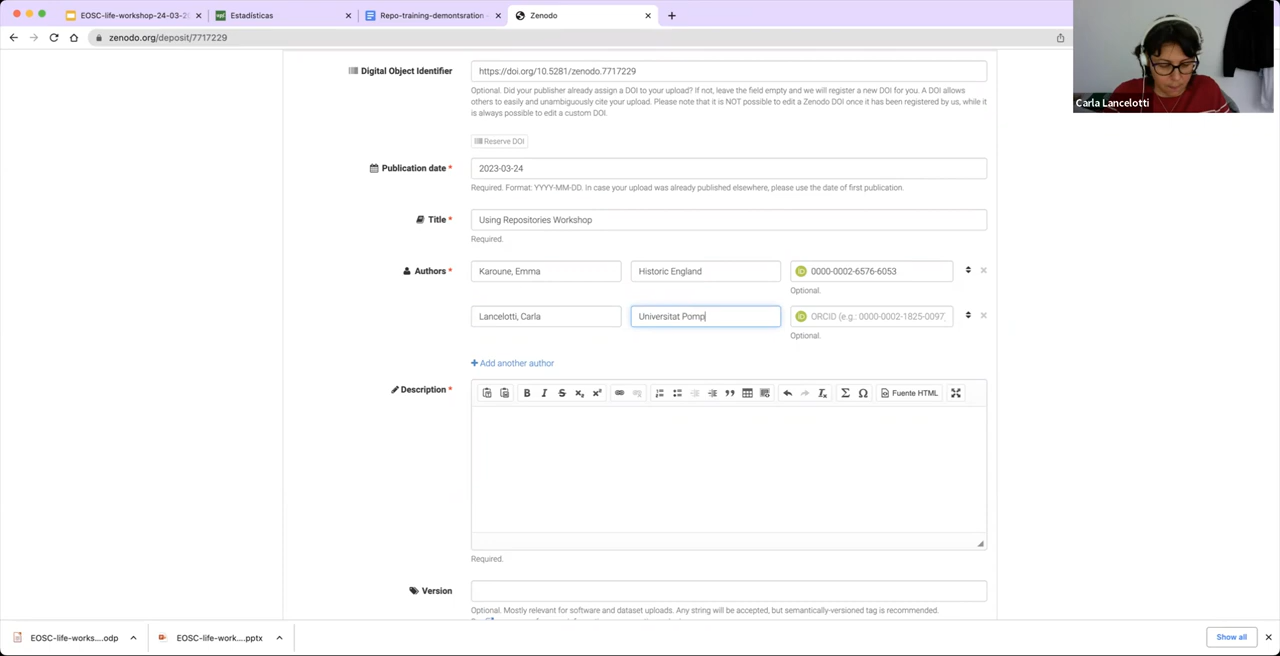 EOSC-life-workshop-24-03-2
Estadísticas
Repo-training-demontsration
Zenodo
zenodo.org/deposit/7717229
Carla Lancelotti
Digital Object Identifier
https://doi.org/10.5281/zenodo.7717229
Optional. Did your publisher already assign a DOI to your upload? If not, leave the field empty and we will register a new DOI for you. A DOI allows
others to easily and unambiguously cite your upload. Please note that it is NOT possible to edit a Zenodo DOI once it has been registered by us, while it
is always possible to edit a custom DOI.
Reserve DOI
Publication date *
2023-03-24
Required. Format: YYYY-MM-DD. In case your upload was already published elsewhere, please use the date of first publication.
Title *
Using Repositories Workshop
Required.
Authors *
Karoune, Emma
Historic England
iD 0000-0002-6576-6053
Optional.
Lancelotti, Carla
Universitat Pomp
iD ORCID (e.g.: 0000-0002-1825-0097)
Optional.
+ Add another author
Description *
Fuente HTML
Required.
Version
Optional. Mostly relevant for software and dataset uploads. Any string will be accepted, but semantically-versioned tag is recommended.
EOSC-life-works....odp
EOSC-life-work....pptx
Show all